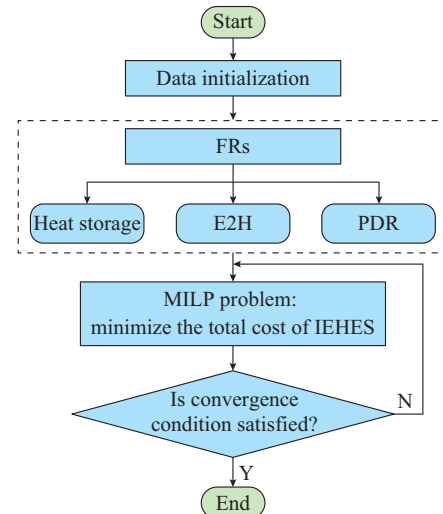 Start
Data initialization
FRs
Heat storage
E2H
PDR
MILP problem:
minimize the total cost of IEHES
Is convergence
condition satisfied?
N
Y
End